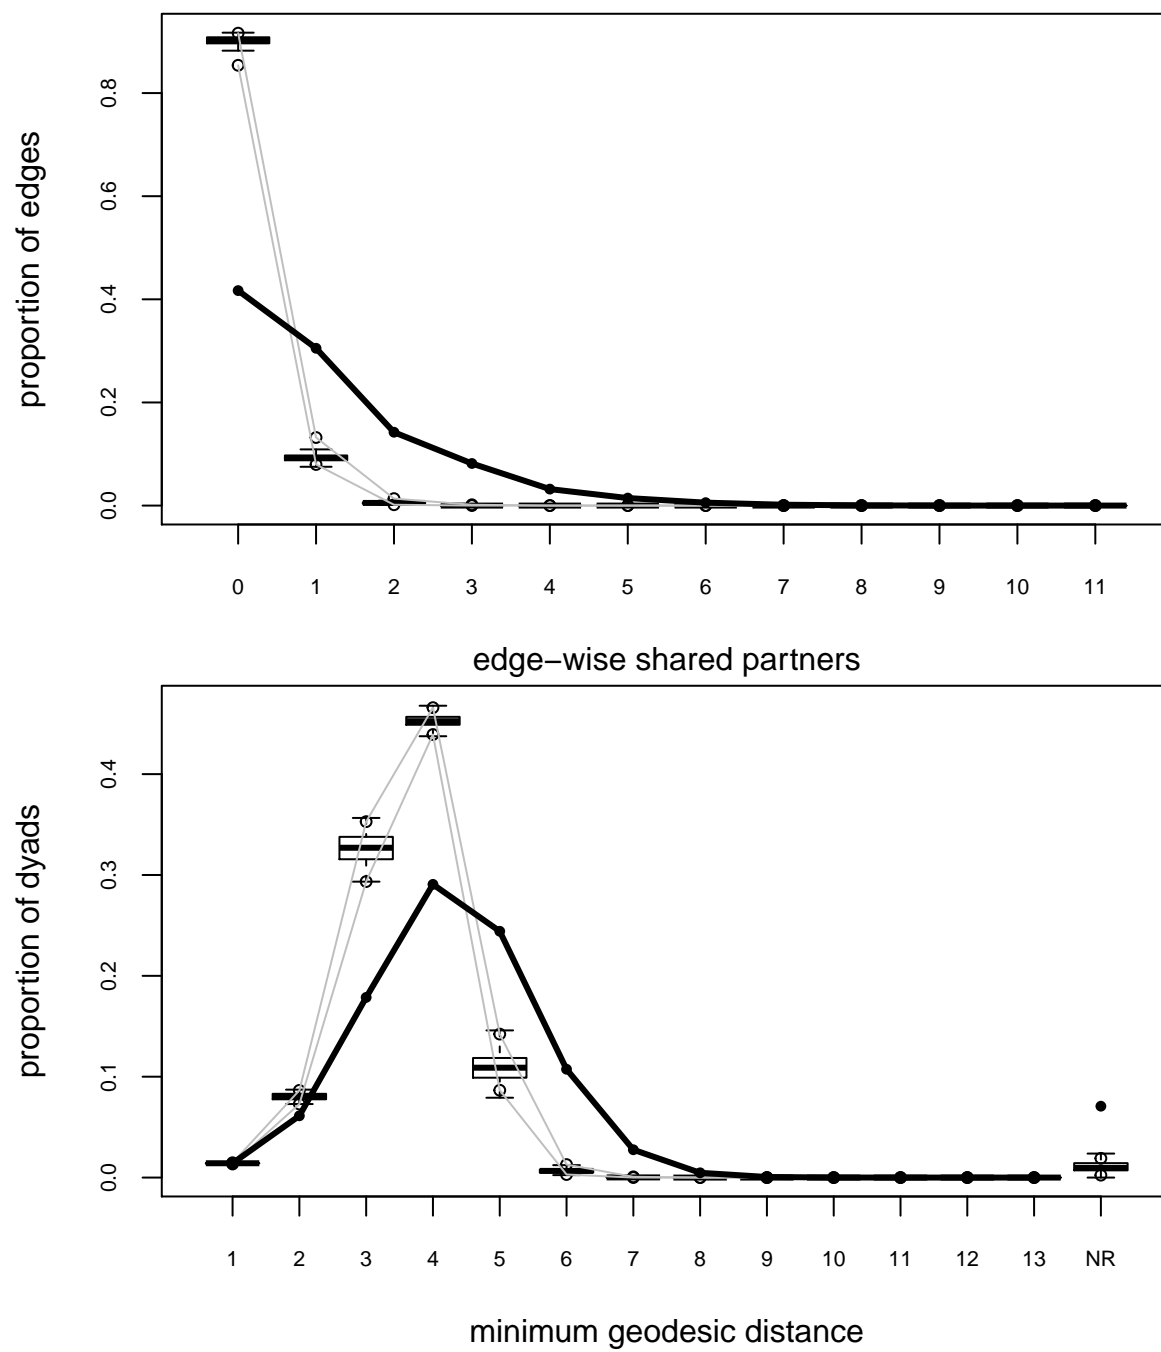 proportion of edges
0.8
0.6
0.4
0.2
0.0
0 1 2 3 4 5 6 7 8 9 10 11
edge−wise shared partners
proportion of dyads
0.4
0.3
0.2
0.1
0.0
1 2 3 4 5 6 7 8 9 10 11 12 13 NR
minimum geodesic distance